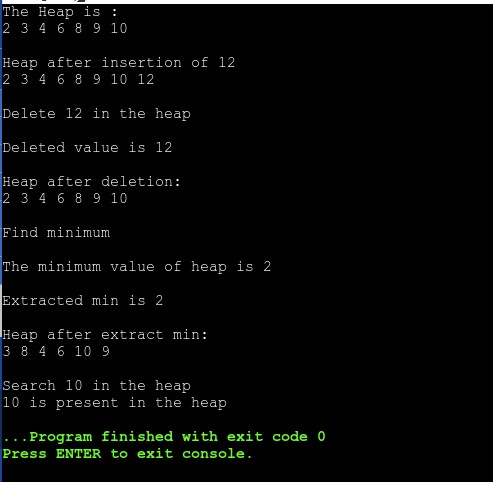 The Heap is :
2 3 4 6 8 9 10
Heap after insertion of 12
2 3 4 6 8 9 10 12
Delete 12 in the heap
Deleted value is 12
Heap after deletion:
2 3 4 6 8 9 10
Find minimum
The minimum value of heap is 2
Extracted min is 2
Heap after extract min:
3 8 4 6 10 9
Search 10 in the heap
10 is present in the heap
...Program finished with exit code 0
Press ENTER to exit console.